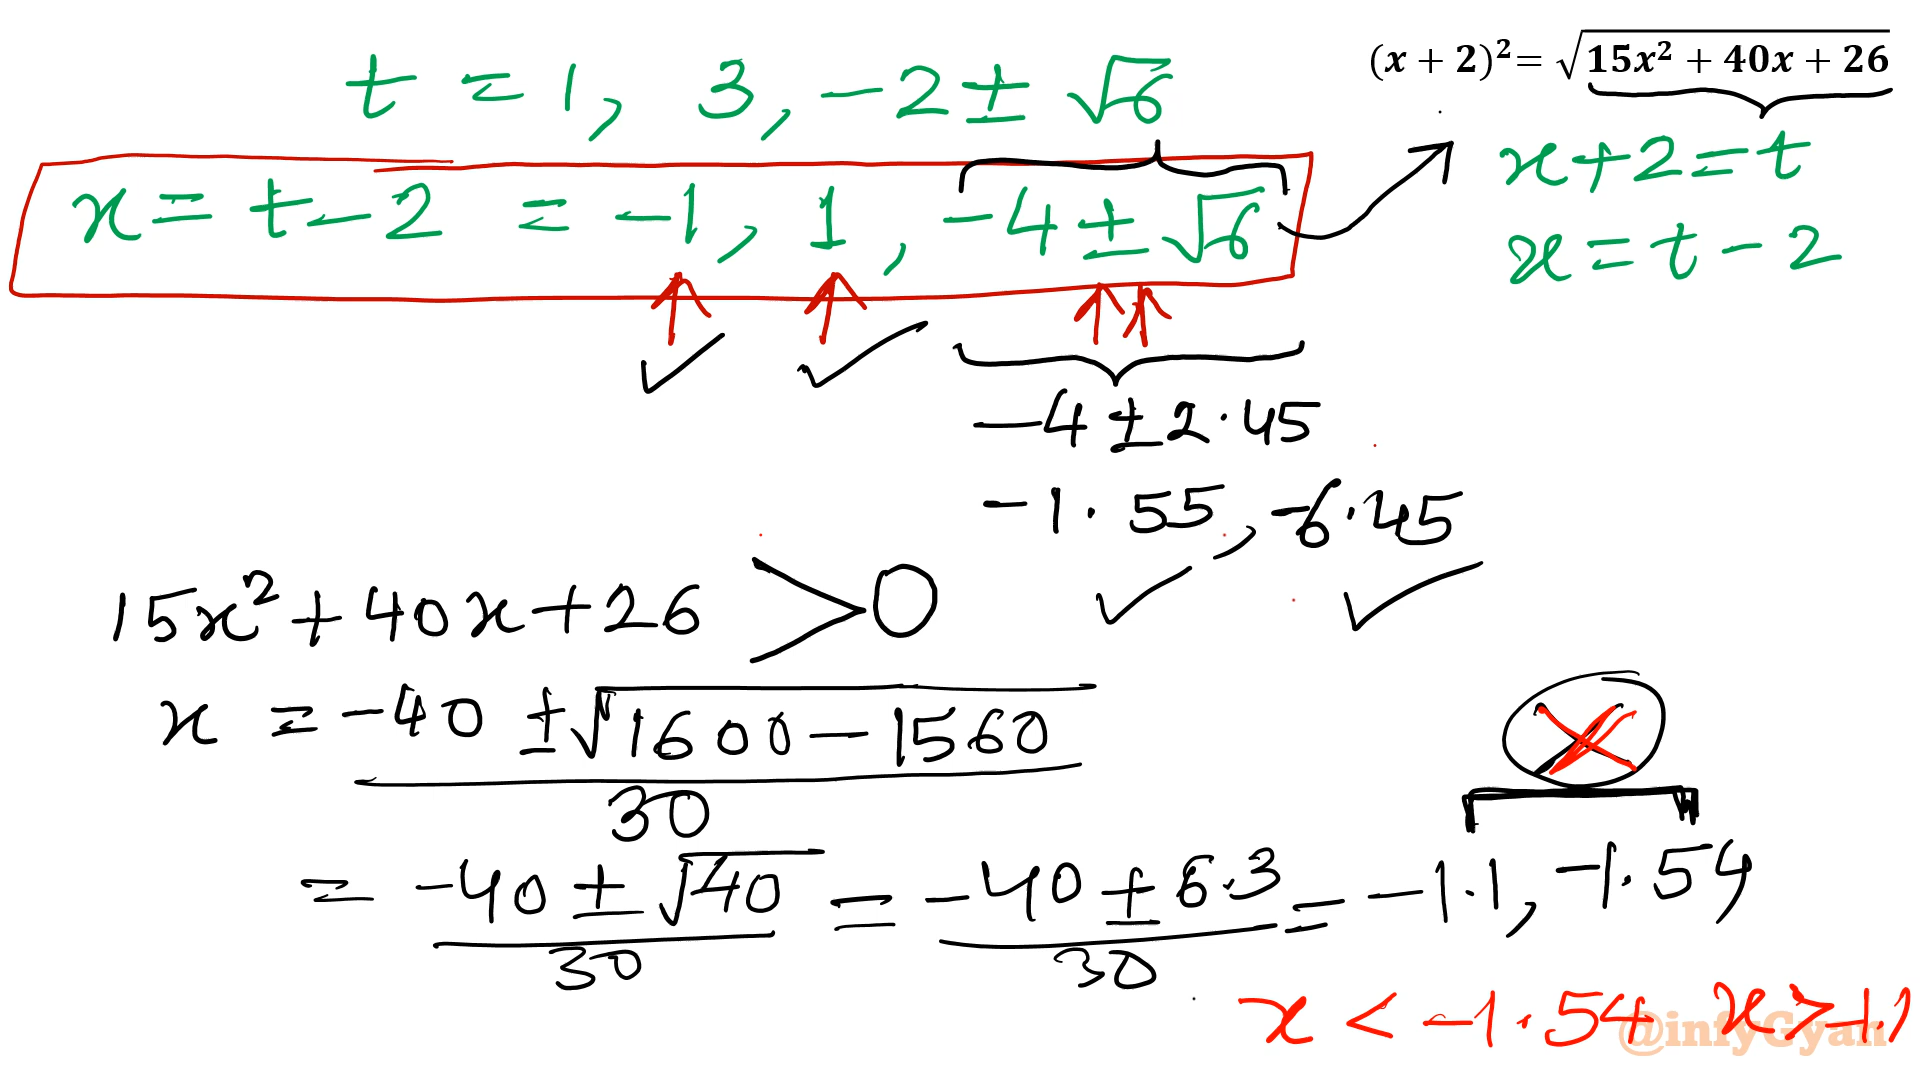 (x + 2)²= √(15x² + 40x + 26)
t = 1, 3, -2 ± √6
x + 2 = t
x = t - 2 = -1, 1, -4 ± √6
x = t - 2
-4 ± 2.45
-1.55, -6.45
15x² + 40x + 26 > 0
x = (-40 ± √(1600 - 1560))/30
= (-40 ± √40)/30 = (-40 ± 6.3)/30 = -1.1, -1.54
x < -1.54 x > -1.1
@infyGyan